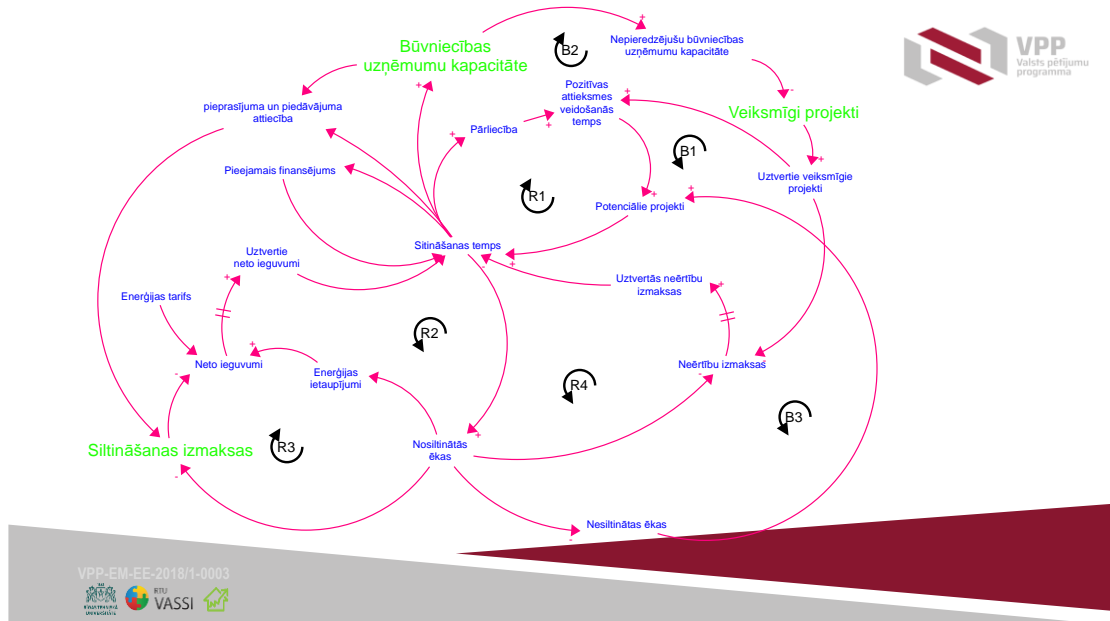 Būvniecības
uzņēmumu kapacitāte
B2
Nepieredzējušu būvniecības
uzņēmumu kapacitāte
VPP
Valsts pētījumu
programma
pieprasījuma un piedāvājuma
attiecība
Pozitīvas
attieksmes
veidošanās
temps
Veiksmīgi projekti
Pārliecība
B1
Pieejamais finansējums
Uztvertie veiksmīgie
projekti
R1
Potenciālie projekti
Sitināšanas temps
Uztvertie
neto ieguvumi
Uztvertās neērtību
izmaksas
Enerģijas tarifs
R2
Neto ieguvumi
Enerģijas
ietaupījumi
Neērtību izmaksas
R4
B3
Siltināšanas izmaksas
R3
Nosiltinātās
ēkas
Nesiltinātas ēkas
VPP-EM-EE-2018/1-0003
RTU
VASSI